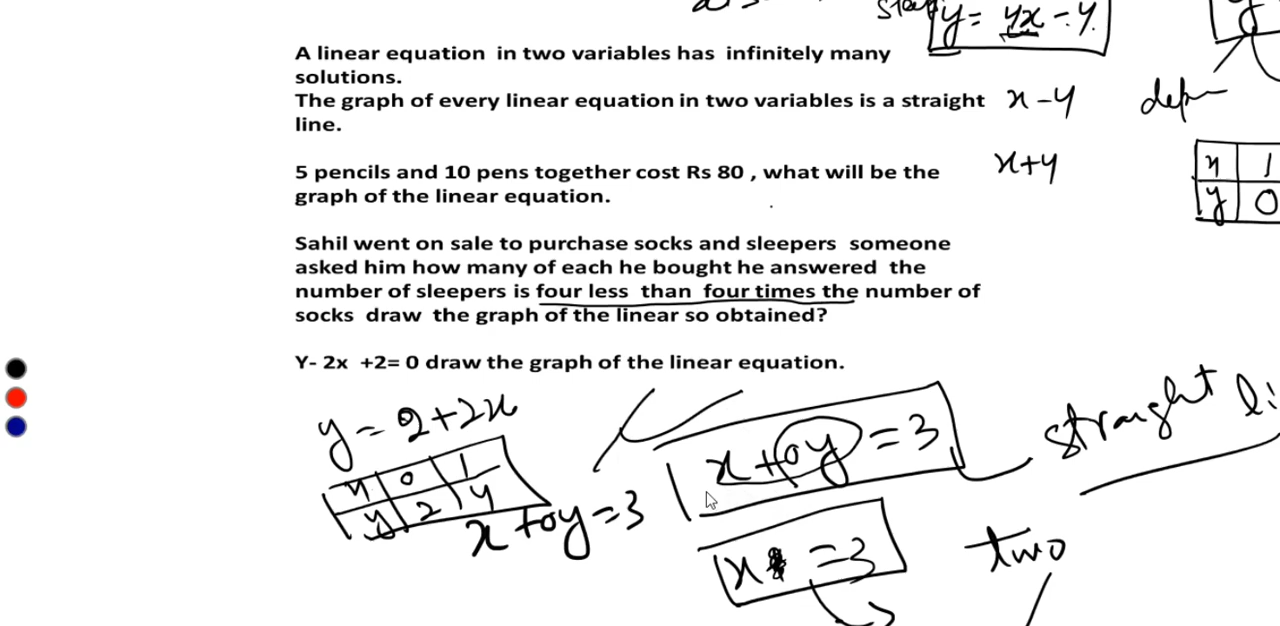 y = 4x - 4
A linear equation in two variables has infinitely many
solutions.
The graph of every linear equation in two variables is a straight
line.
x - 4
x + 4
x 1
y 0
5 pencils and 10 pens together cost Rs 80 , what will be the
graph of the linear equation.
Sahil went on sale to purchase socks and sleepers someone
asked him how many of each he bought he answered the
number of sleepers is four less than four times the number of
socks draw the graph of the linear so obtained?
Y- 2x +2= 0 draw the graph of the linear equation.
y = 2+2x
x 0 1
y 2 4
x + 0y = 3
x + 0y = 3
straight
x = 3
two